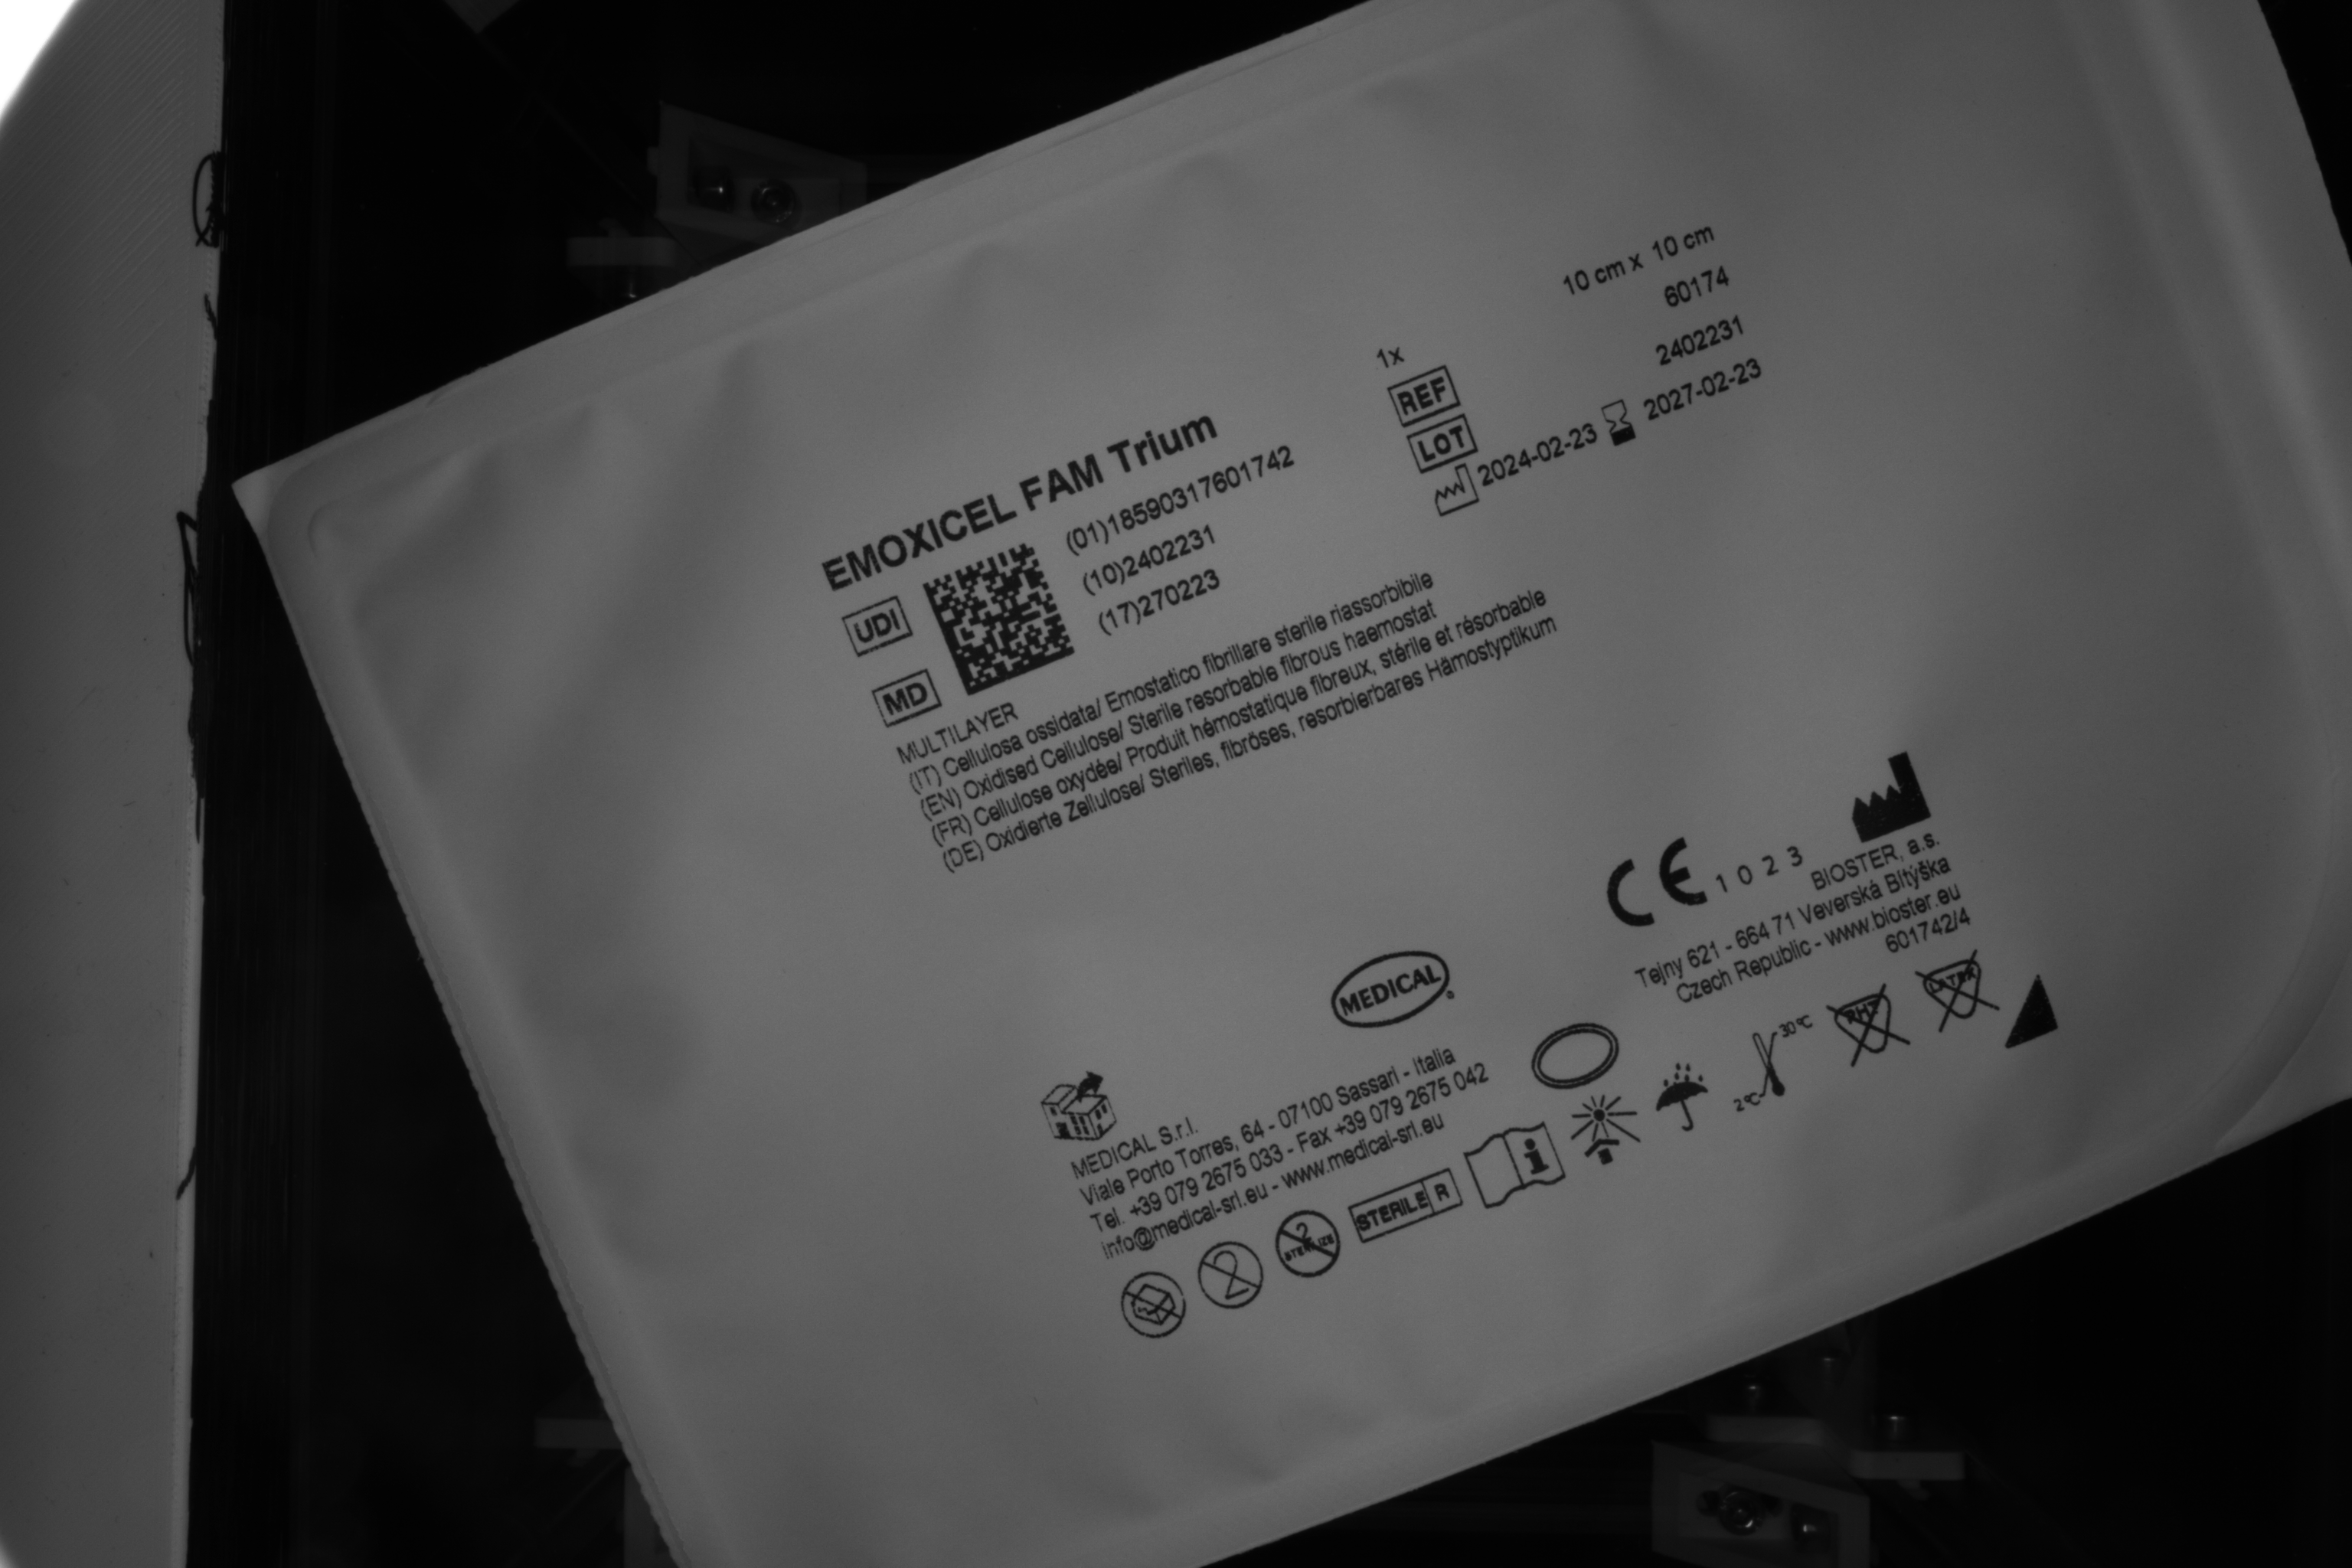 10 cm x 10 cm
1x
REF 60174
LOT 2402231
2024-02-23 2027-02-23
EMOXICEL FAM Trium
UDI
(01)18590317601742
(10)2402231
(17)270223
MD
MULTILAYER
(IT) Cellulosa ossidata/ Emostatico fibrillare sterile riassorbibile
(EN) Oxidised Cellulose/ Sterile resorbable fibrous haemostat
(FR) Cellulose oxydée/ Produit hémostatique fibreux, stérile et résorbable
(DE) Oxidierte Zellulose/ Steriles, fibröses, resorbierbares Hämostyptikum
CE 1023
BIOSTER, a.s.
Tejny 621 - 664 71 Veverská Bítýška
Czech Republic - www.bioster.eu
601742/4
MEDICAL
MEDICAL S.r.l.
Viale Porto Torres, 64 - 07100 Sassari - Italia
Tel. +39 079 2675 033 - Fax +39 079 2675 042
info@medical-srl.eu - www.medical-srl.eu
2
2 STERILIZE
STERILE R
i
2°C 30°C
PHT
LATEX